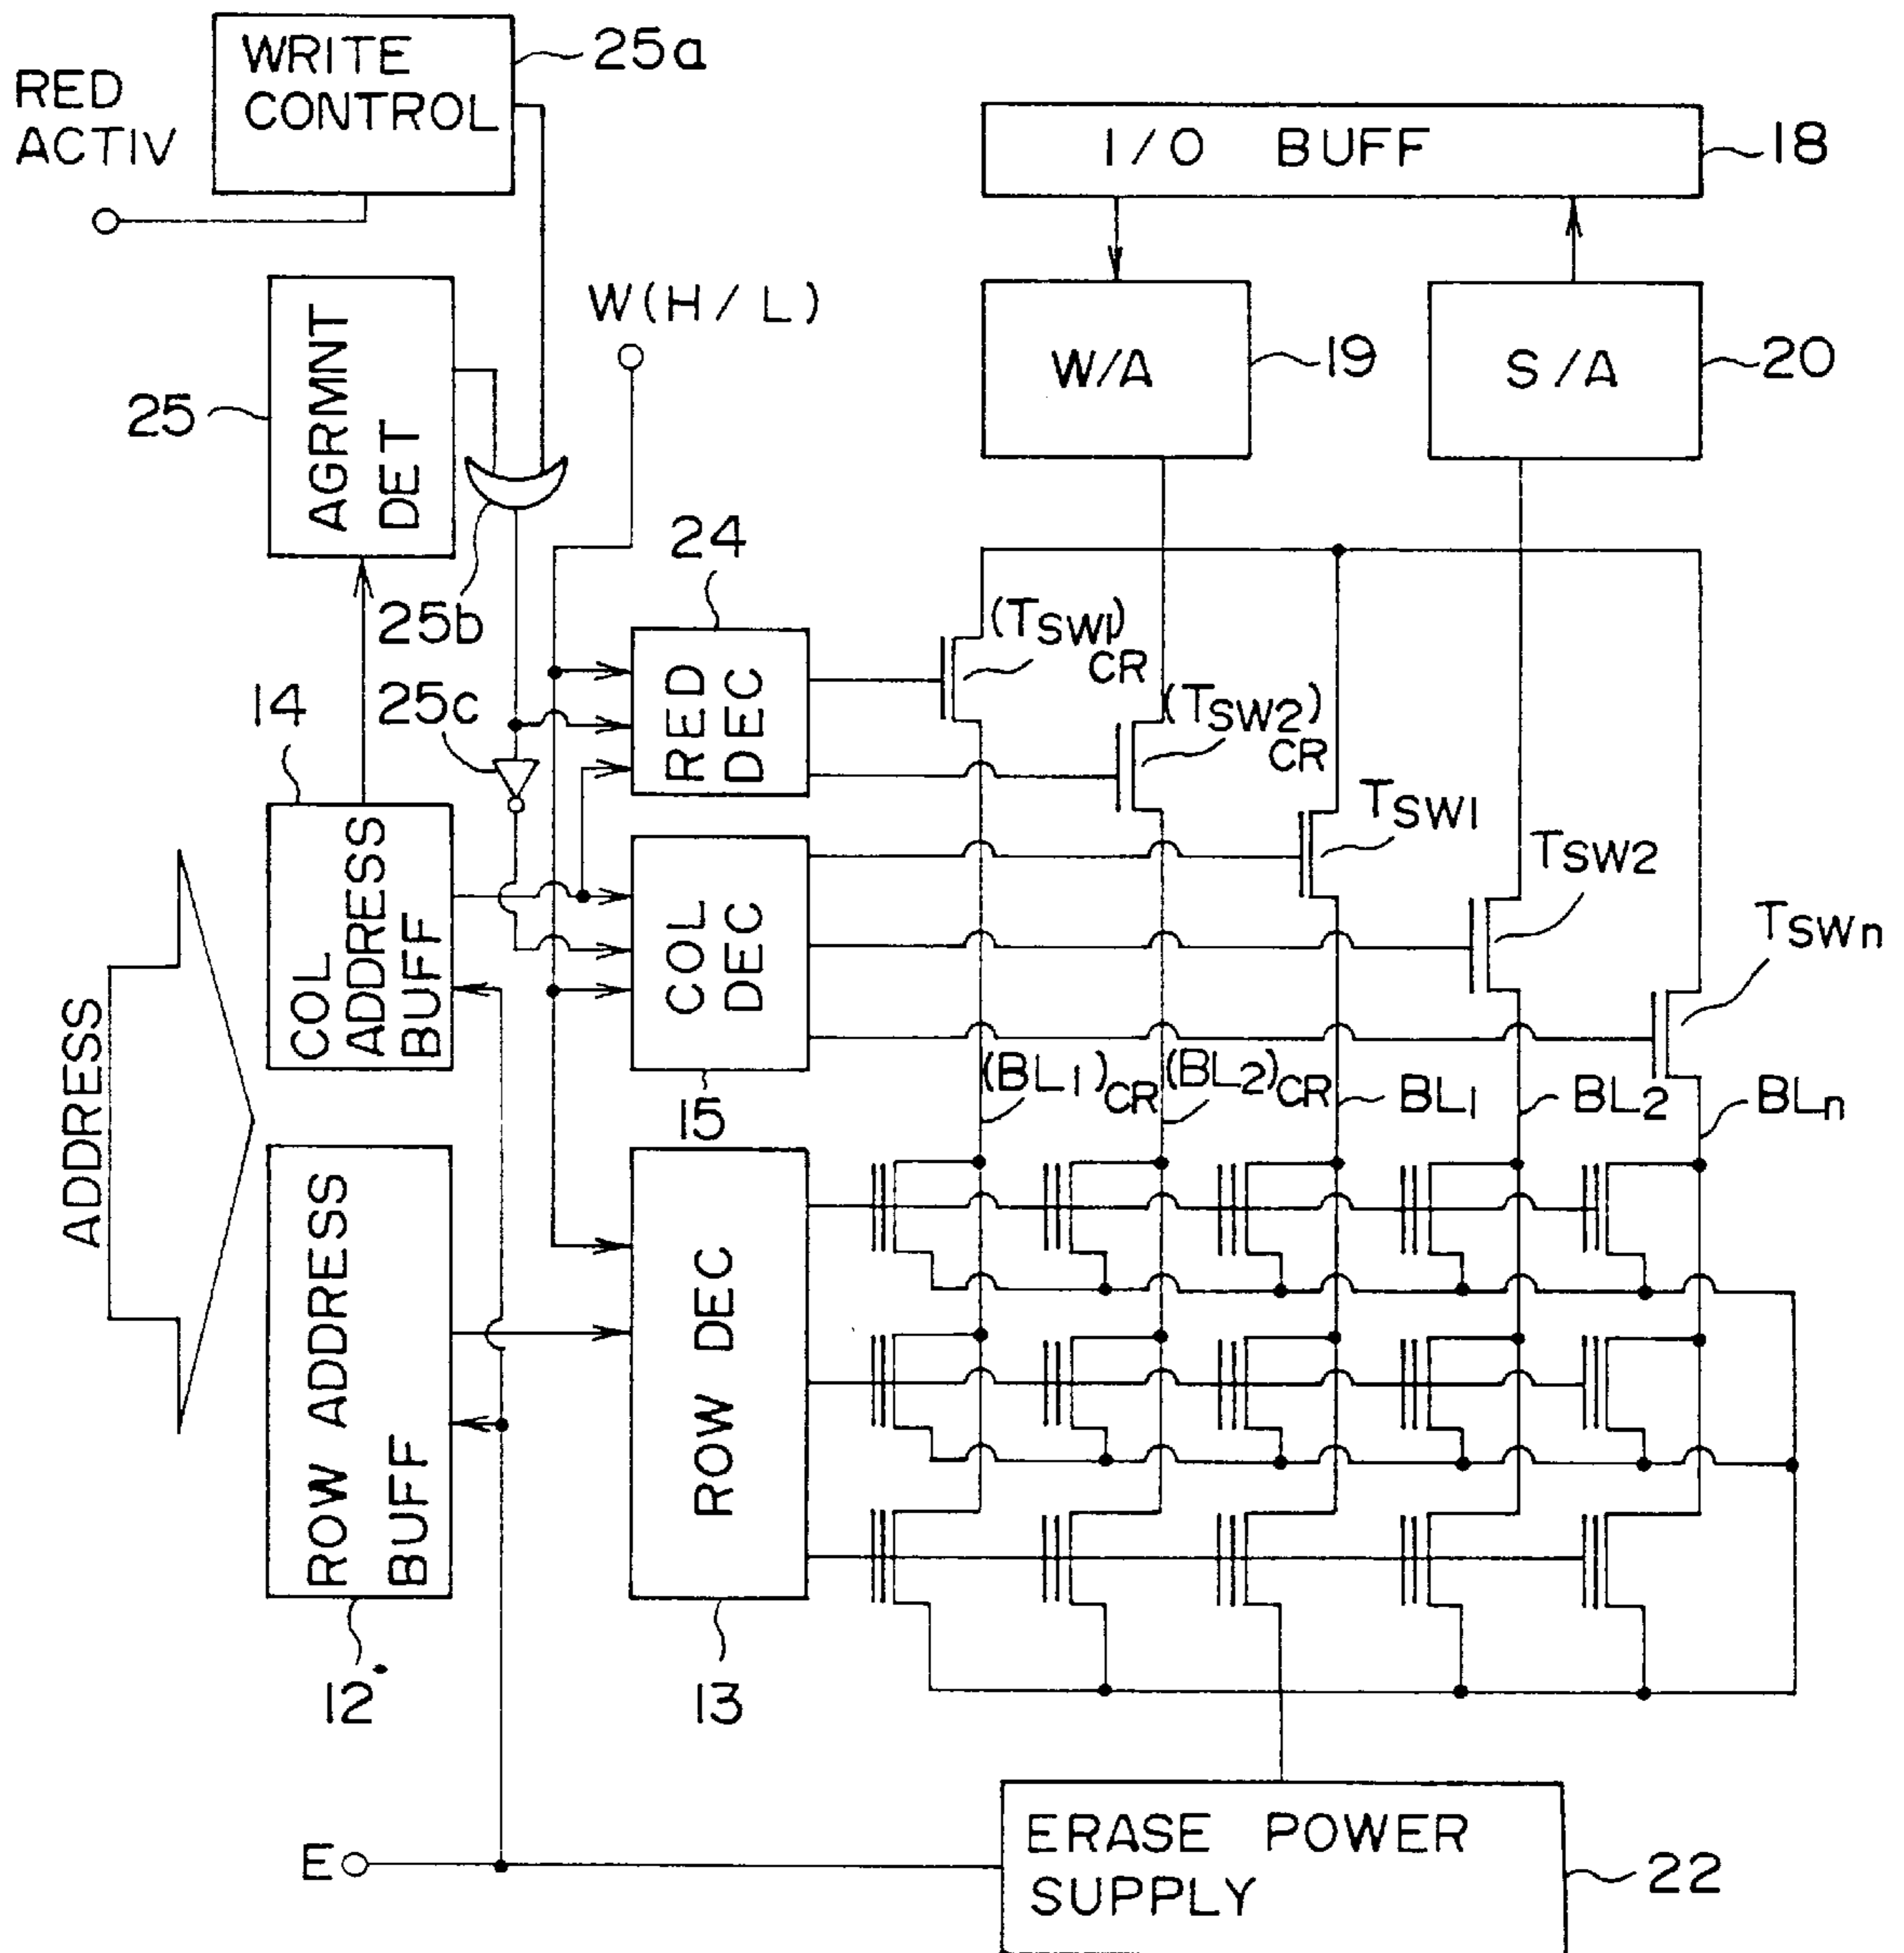 WRITE
CONTROL
25a
RED
ACTIV
I/O BUFF
18
W(H/L)
AGRMNT
DET
25
W/A
19
S/A
20
25b
24
RED
DEC
(TSW1)CR
(TSW2)CR
14
25c
COL
ADDRESS
BUFF
COL
DEC
15
TSW1
TSW2
TSWn
ADDRESS
(BL1)CR
(BL2)CR
BL1
BL2
BLn
ROW ADDRESS
BUFF
12
ROW DEC
13
E
ERASE POWER
SUPPLY
22